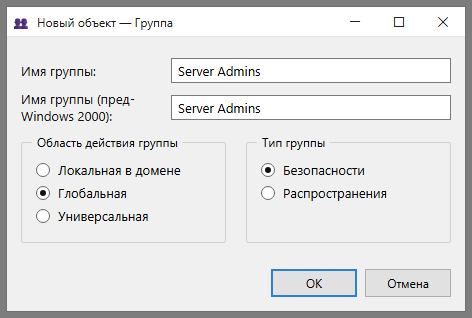 Новый объект — Группа
Имя группы:
Server Admins
Имя группы (пред-
Windows 2000):
Server Admins
Область действия группы
Локальная в домене
Глобальная
Универсальная
Тип группы
Безопасности
Распространения
ОК
Отмена